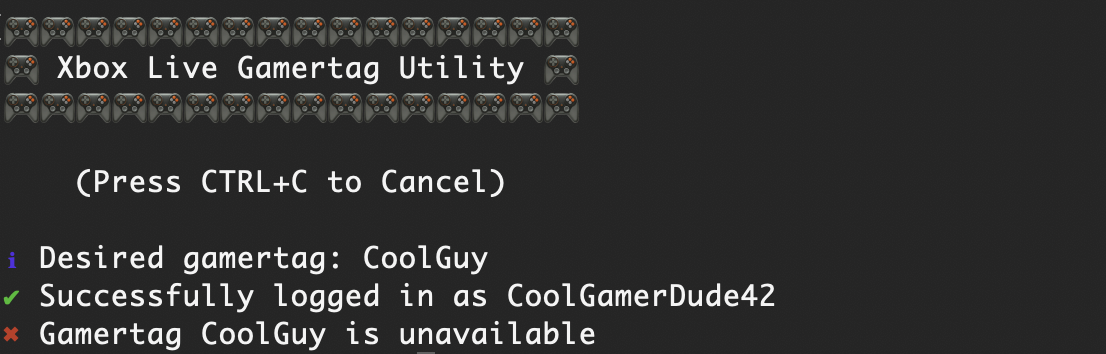 Xbox Live Gamertag Utility
(Press CTRL+C to Cancel)
i Desired gamertag: CoolGuy
✔ Successfully logged in as CoolGamerDude42
✖ Gamertag CoolGuy is unavailable